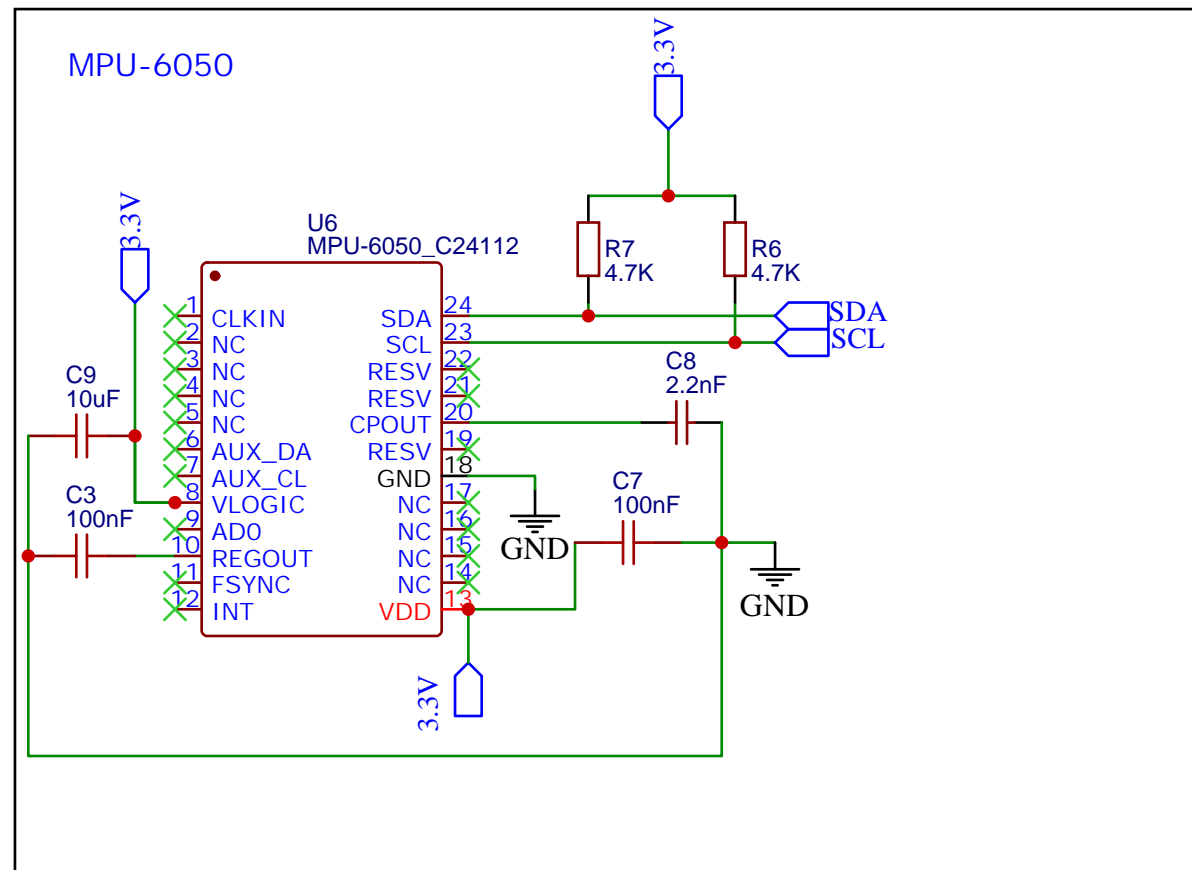 MPU-6050
3.3V
3.3V
U6
MPU-6050_C24112
R7
4.7K
R6
4.7K
1 CLKIN
2 NC
3 NC
4 NC
5 NC
6 AUX_DA
7 AUX_CL
8 VLOGIC
9 AD0
10 REGOUT
11 FSYNC
12 INT
SDA 24
SCL 23
RESV 22
RESV 21
CPOUT 20
RESV 19
GND 18
NC 17
NC 16
NC 15
NC 14
VDD 13
SDA
SCL
C9
10uF
C3
100nF
C8
2.2nF
C7
100nF
GND
GND
3.3V